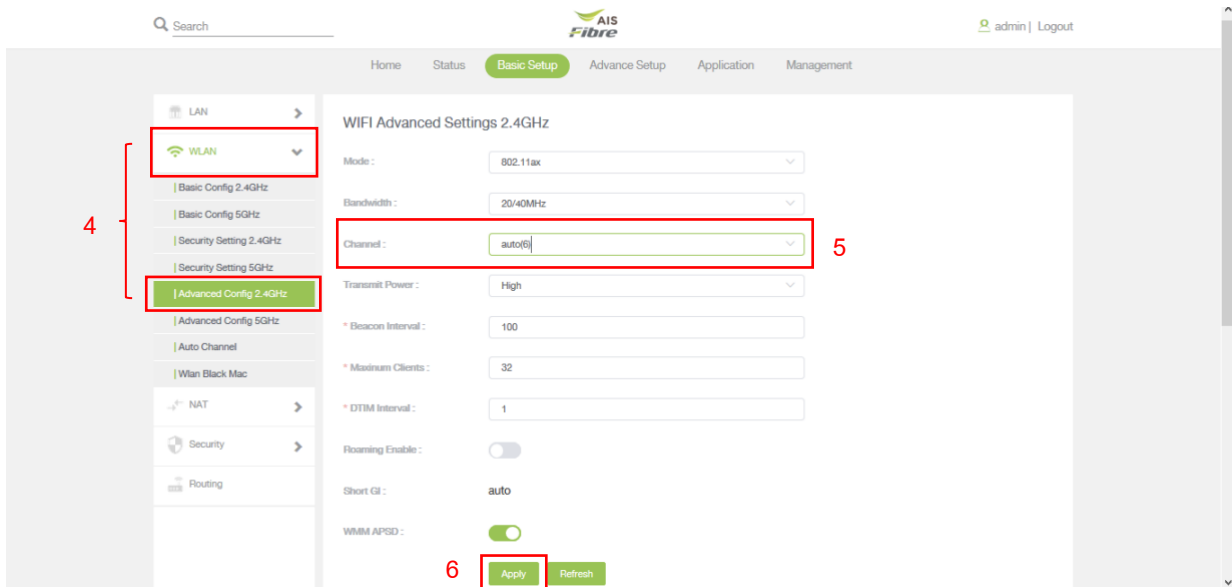 Search
AIS
Fibre
admin | Logout
Home Status Basic Setup Advance Setup Application Management
LAN
WLAN
4
Basic Config 2.4GHz
Basic Config 5GHz
Security Setting 2.4GHz
Security Setting 5GHz
Advanced Config 2.4GHz
Advanced Config 5GHz
Auto Channel
Wlan Black Mac
NAT
Security
Routing
WIFI Advanced Settings 2.4GHz
Mode : 802.11ax
Bandwidth : 20/40MHz
Channel : auto(6) 5
Transmit Power : High
* Beacon Interval : 100
* Maxinum Clients : 32
* DTIM Interval : 1
Roaming Enable :
Short GI : auto
WMM APSD :
6 Apply Refresh